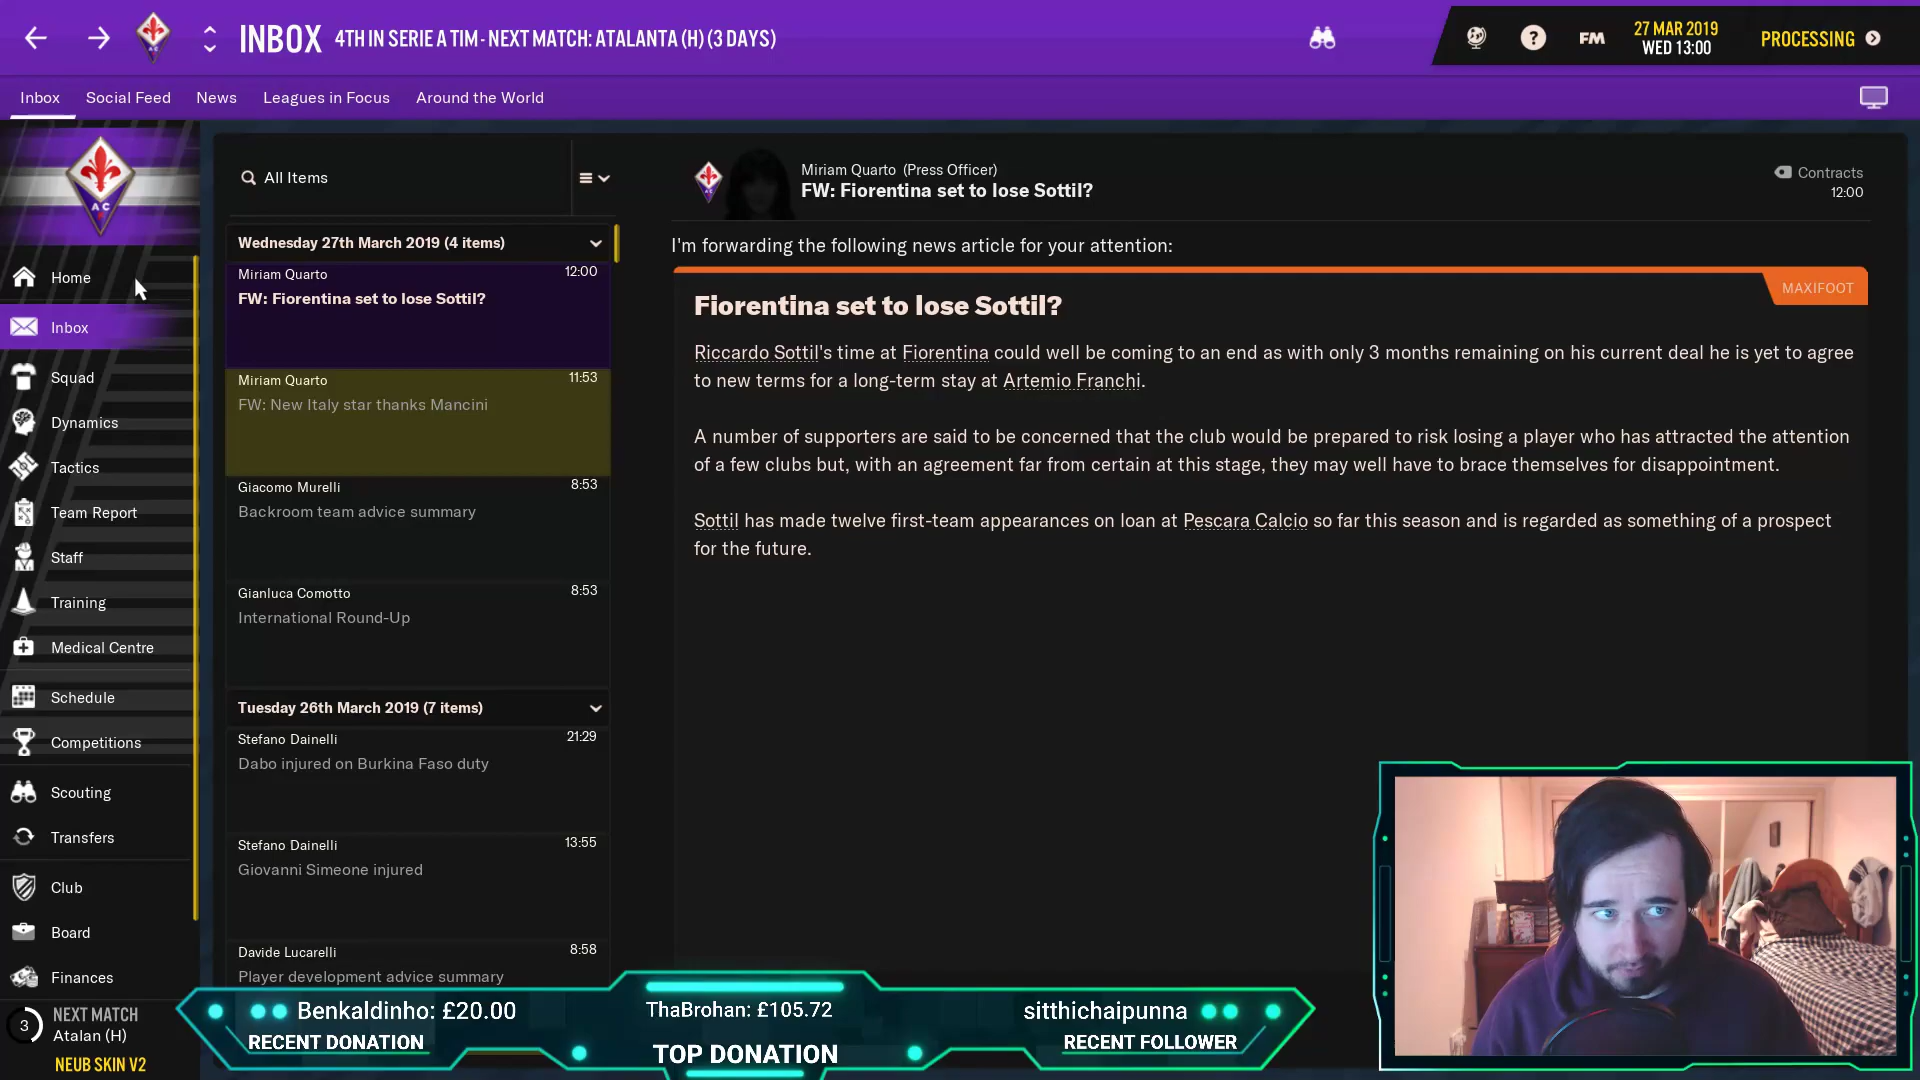 INBOX
4TH IN SERIE A TIM - NEXT MATCH: ATALANTA (H) (3 DAYS)
?
FM
27 MAR 2019
WED 13:00
PROCESSING
Inbox
Social Feed
News
Leagues in Focus
Around the World
AC
Home
Inbox
Squad
Dynamics
Tactics
Team Report
Staff
Training
Medical Centre
Schedule
Competitions
Scouting
Transfers
Club
Board
Finances
3
NEXT MATCH
Atalan (H)
NEUB SKIN V2
All Items
Wednesday 27th March 2019 (4 items)
Miriam Quarto 12:00
FW: Fiorentina set to lose Sottil?
Miriam Quarto 11:53
FW: New Italy star thanks Mancini
Giacomo Murelli 8:53
Backroom team advice summary
Gianluca Comotto 8:53
International Round-Up
Tuesday 26th March 2019 (7 items)
Stefano Dainelli 21:29
Dabo injured on Burkina Faso duty
Stefano Dainelli 13:55
Giovanni Simeone injured
Davide Lucarelli 8:58
Player development advice summary
Miriam Quarto (Press Officer)
FW: Fiorentina set to lose Sottil?
Contracts
12:00
I'm forwarding the following news article for your attention:
MAXIFOOT
Fiorentina set to lose Sottil?
Riccardo Sottil's time at Fiorentina could well be coming to an end as with only 3 months remaining on his current deal he is yet to agree
to new terms for a long-term stay at Artemio Franchi.
A number of supporters are said to be concerned that the club would be prepared to risk losing a player who has attracted the attention
of a few clubs but, with an agreement far from certain at this stage, they may well have to brace themselves for disappointment.
Sottil has made twelve first-team appearances on loan at Pescara Calcio so far this season and is regarded as something of a prospect
for the future.
Benkaldinho: £20.00
RECENT DONATION
ThaBrohan: £105.72
TOP DONATION
sitthichaipunna
RECENT FOLLOWER